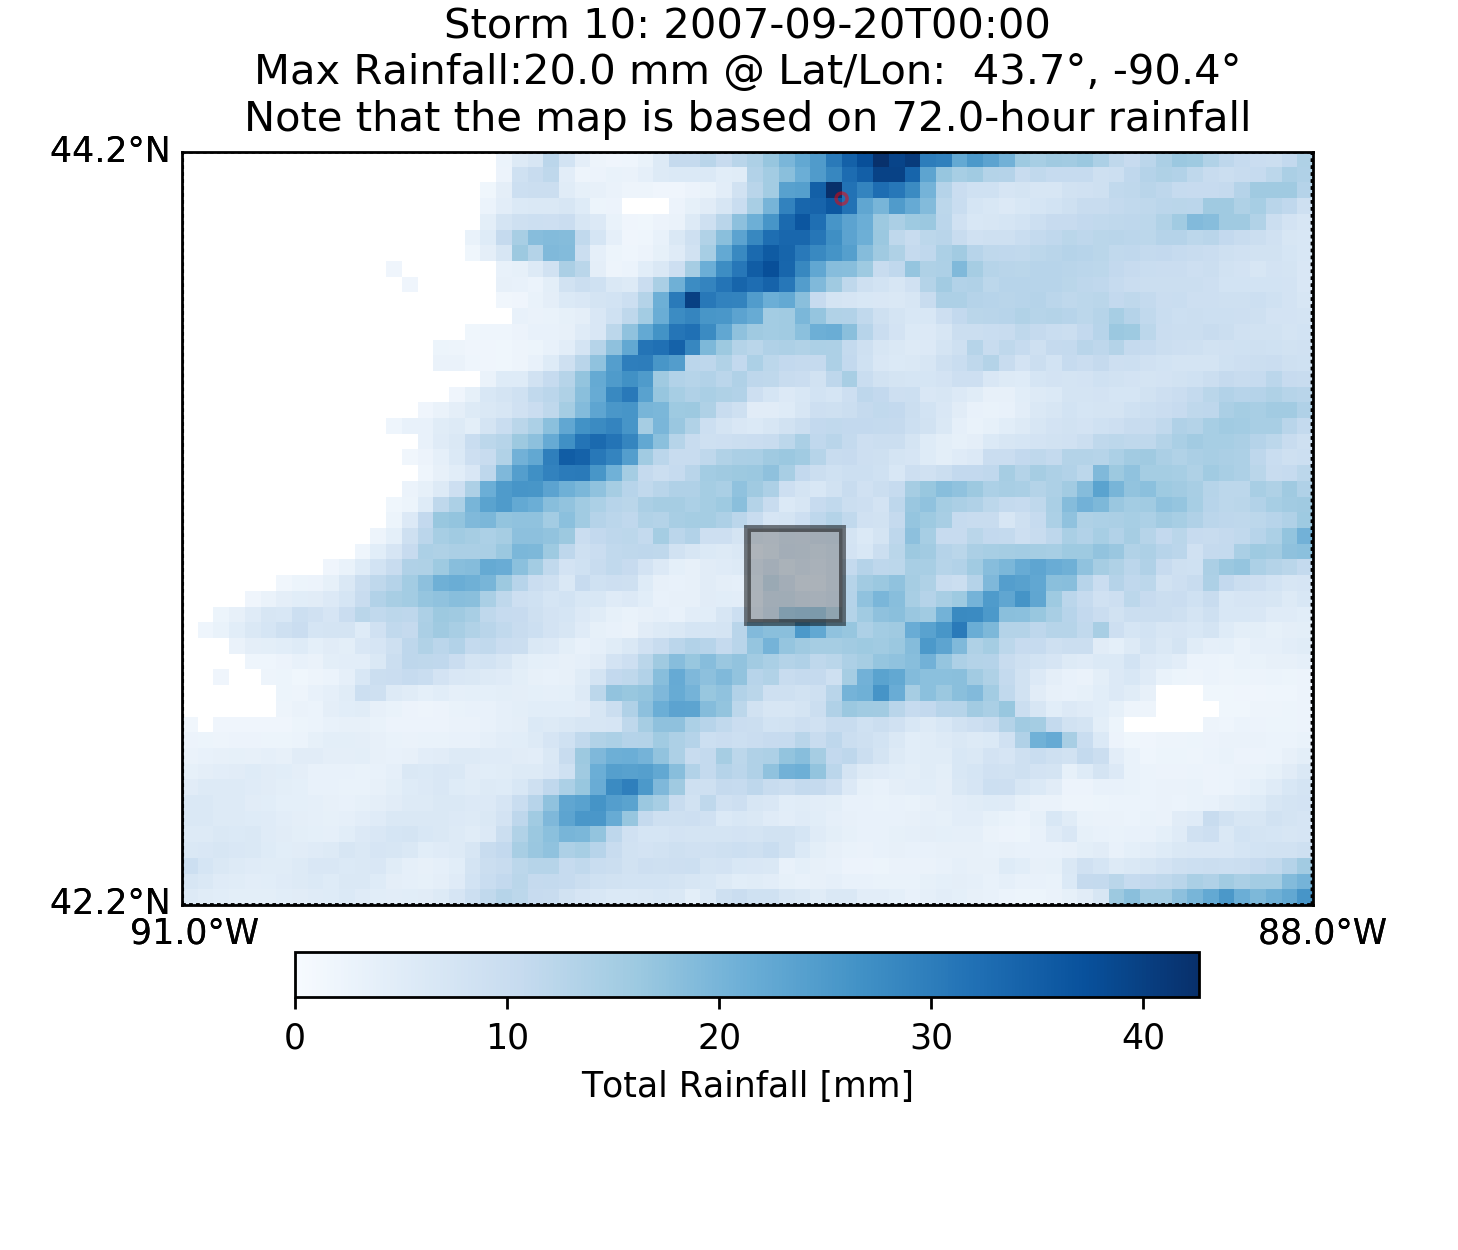 Storm 10: 2007-09-20T00:00
Max Rainfall:20.0 mm @ Lat/Lon:  43.7°, -90.4°
Note that the map is based on 72.0-hour rainfall
44.2°N
42.2°N
91.0°W 88.0°W
0 10 20 30 40
Total Rainfall [mm]